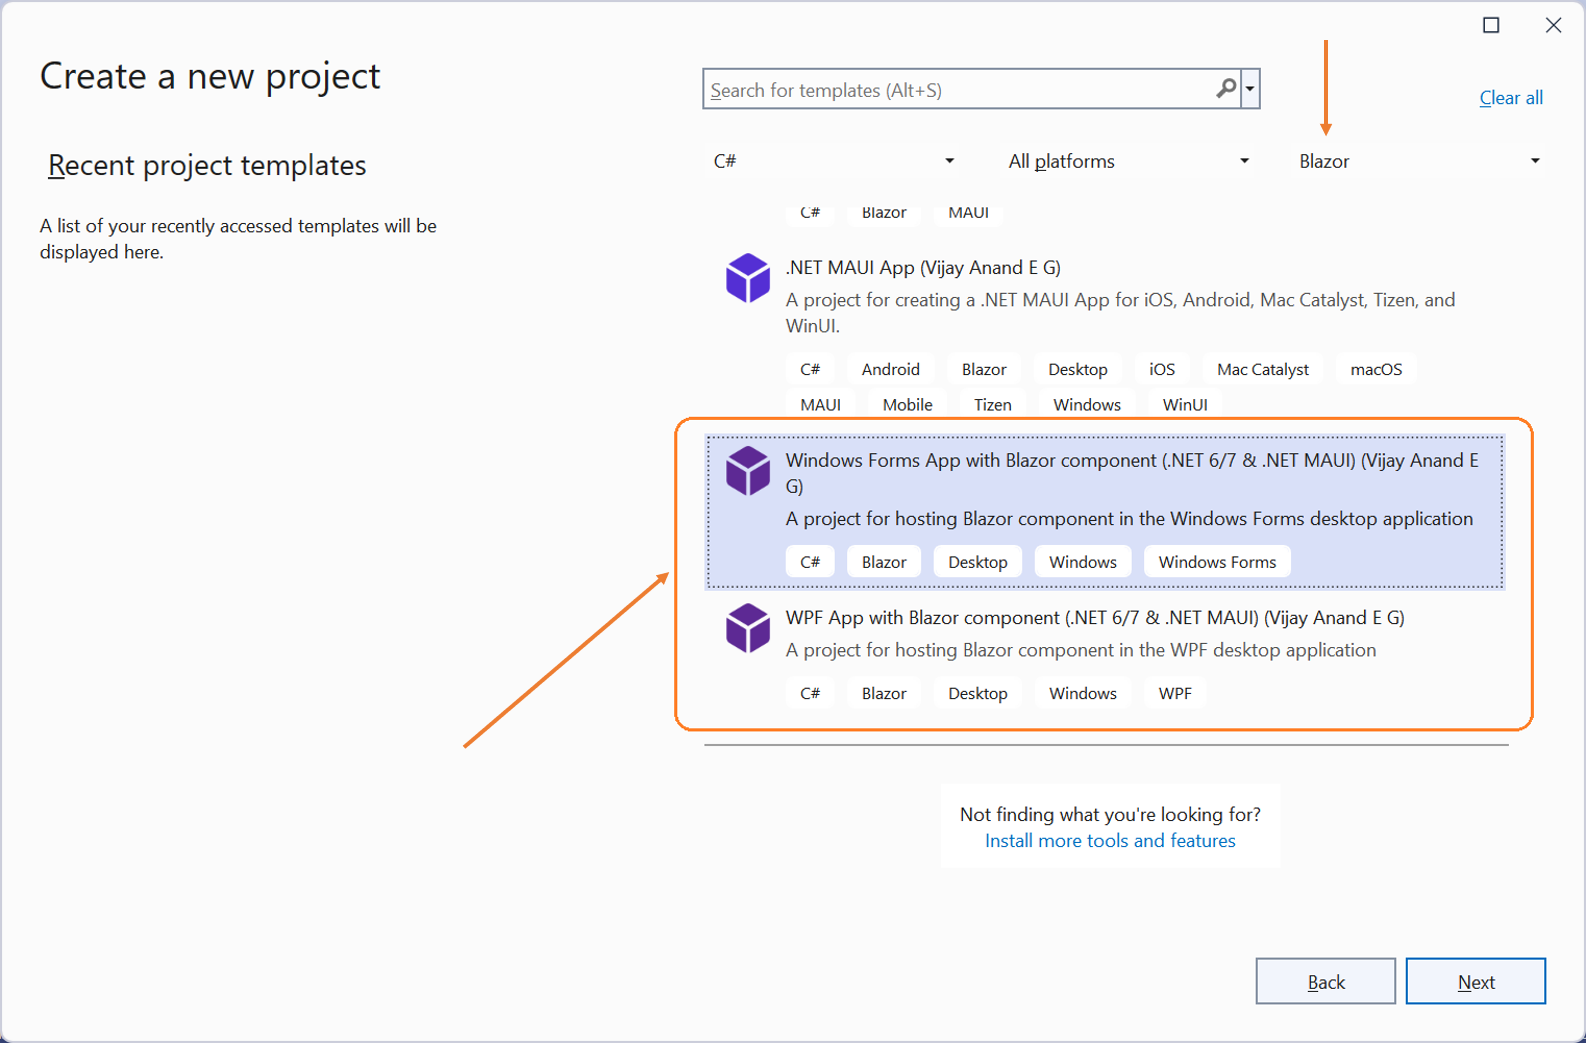 Create a new project
Search for templates (Alt+S)
Clear all
Recent project templates
A list of your recently accessed templates will be
displayed here.
C#
All platforms
Blazor
C# Blazor MAUI
.NET MAUI App (Vijay Anand E G)
A project for creating a .NET MAUI App for iOS, Android, Mac Catalyst, Tizen, and
WinUI.
C# Android Blazor Desktop iOS Mac Catalyst macOS
MAUI Mobile Tizen Windows WinUI
Windows Forms App with Blazor component (.NET 6/7 & .NET MAUI) (Vijay Anand E
G)
A project for hosting Blazor component in the Windows Forms desktop application
C# Blazor Desktop Windows Windows Forms
WPF App with Blazor component (.NET 6/7 & .NET MAUI) (Vijay Anand E G)
A project for hosting Blazor component in the WPF desktop application
C# Blazor Desktop Windows WPF
Not finding what you're looking for?
Install more tools and features
Back
Next